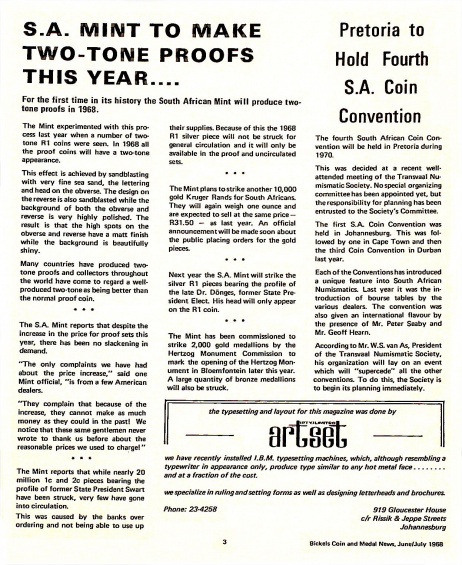 S.A. MINT TO MAKE
TWO-TONE PROOFS
THIS YEAR....
For the first time in its history the South African Mint will produce two-
tone proofs in 1968.
The Mint experimented with this pro-
cess last year when a number of two-
tone R1 coins were seen. In 1968 all
the proof coins will have a two-tone
appearance.
This effect is achieved by sandblasting
with very fine sea sand, the lettering
and head on the obverse. The design on
the reverse is also sandblasted while the
background of both the obverse and
reverse is very highly polished. The
result is that the high spots on the
obverse and reverse have a matt finish
while the background is beautifully
shiny.
Many countries have produced two-
tone proofs and collectors throughout
the world have come to regard a well-
produced two-tone as being better than
the normal proof coin.
* * *
The S.A. Mint reports that despite the
increase in the price for proof sets this
year, there has been no slackening in
demand.
"The only complaints we have had
about the price increase," said one
Mint official, "is from a few American
dealers.
"They complain that because of the
increase, they cannot make as much
money as they could in the past! We
notice that these same gentlemen never
wrote to thank us before about the
reasonable prices we used to charge!"
* * *
The Mint reports that while nearly 20
million 1c and 2c pieces bearing the
profile of former State President Swart
have been struck, very few have gone
into circulation.
This was caused by the banks over
ordering and not being able to use up
their supplies. Because of this the 1968
R1 silver piece will not be struck for
general circulation and it will only be
available in the proof and uncirculated
sets.
* * *
The Mint plans to strike another 10,000
gold Kruger Rands for South Africans.
They will again weigh one ounce and
are expected to sell at the same price—
R31.50 — at last year. An official
announcement will be made soon about
the public placing orders for the gold
pieces.
* * *
Next year the S.A. Mint will strike the
silver R1 pieces bearing the profile of
the late Dr. Dönges, former State Pre-
sident Elect. His head will only appear
on the R1 coin.
* * *
The Mint has been commissioned to
strike 2,000 gold medallions by the
Hertzog Monument Commission to
mark the opening of the Hertzog Monu-
ment in Bloemfontein later this year.
A large quantity of bronze medallions
will also be struck.
Pretoria to
Hold Fourth
S.A. Coin
Convention
The fourth South African Coin Con-
vention will be held in Pretoria during
1970.
This was decided at a recent well-
attended meeting of the Transvaal Nu-
mismatic Society. No special organizing
committee has been appointed yet, but
the responsibility for planning has been
entrusted to the Society's Committee.
The first S.A. Coin Convention was
held in Johannesburg. This was fol-
lowed by one in Cape Town and then
the third Coin Convention in Durban
last year.
Each of the Conventions has introduced
a unique feature into South African
Numismatics. Last year it was the in-
troduction of bourse tables by the
various dealers. The convention was
also given an international flavour by
the presence of Mr. Peter Seaby and
Mr. Geoff Hearn.
According to Mr. W.S. van As, President
of the Transvaal Numismatic Society,
his organization will lay on an event
which will "supercede" all the other
conventions. To do this, the Society is
to begin its planning immediately.
the typesetting and layout for this magazine was done by
(PTY) LIMITED
artset
we have recently installed I.B.M. typesetting machines, which, although resembling a
typewriter in appearance only, produce type similar to any hot metal face ........
and at a fraction of the cost.
we specialize in ruling and setting forms as well as designing letterheads and brochures.
Phone: 23-4258
919 Gloucester House
c/r Rissik & Jeppe Streets
Johannesburg
3
Bickels Coin and Medal News, June/July 1968